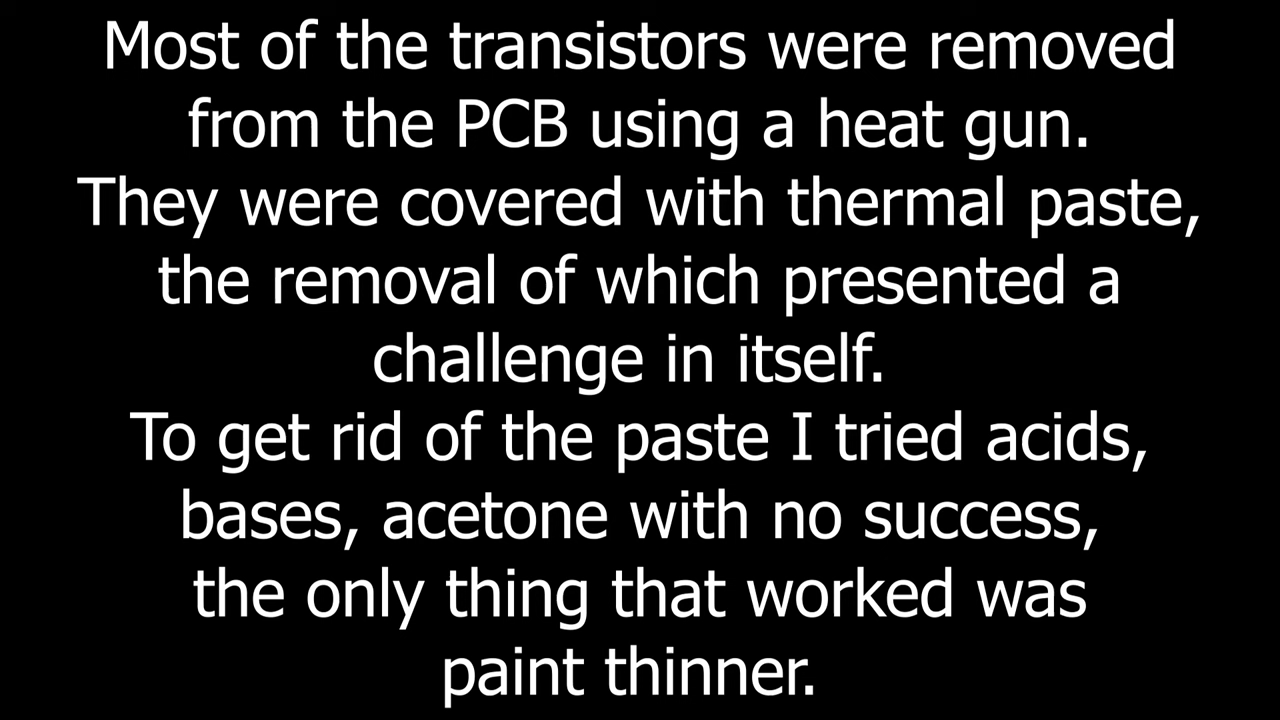 Most of the transistors were removed
from the PCB using a heat gun.
They were covered with thermal paste,
the removal of which presented a
challenge in itself.
To get rid of the paste I tried acids,
bases, acetone with no success,
the only thing that worked was
paint thinner.